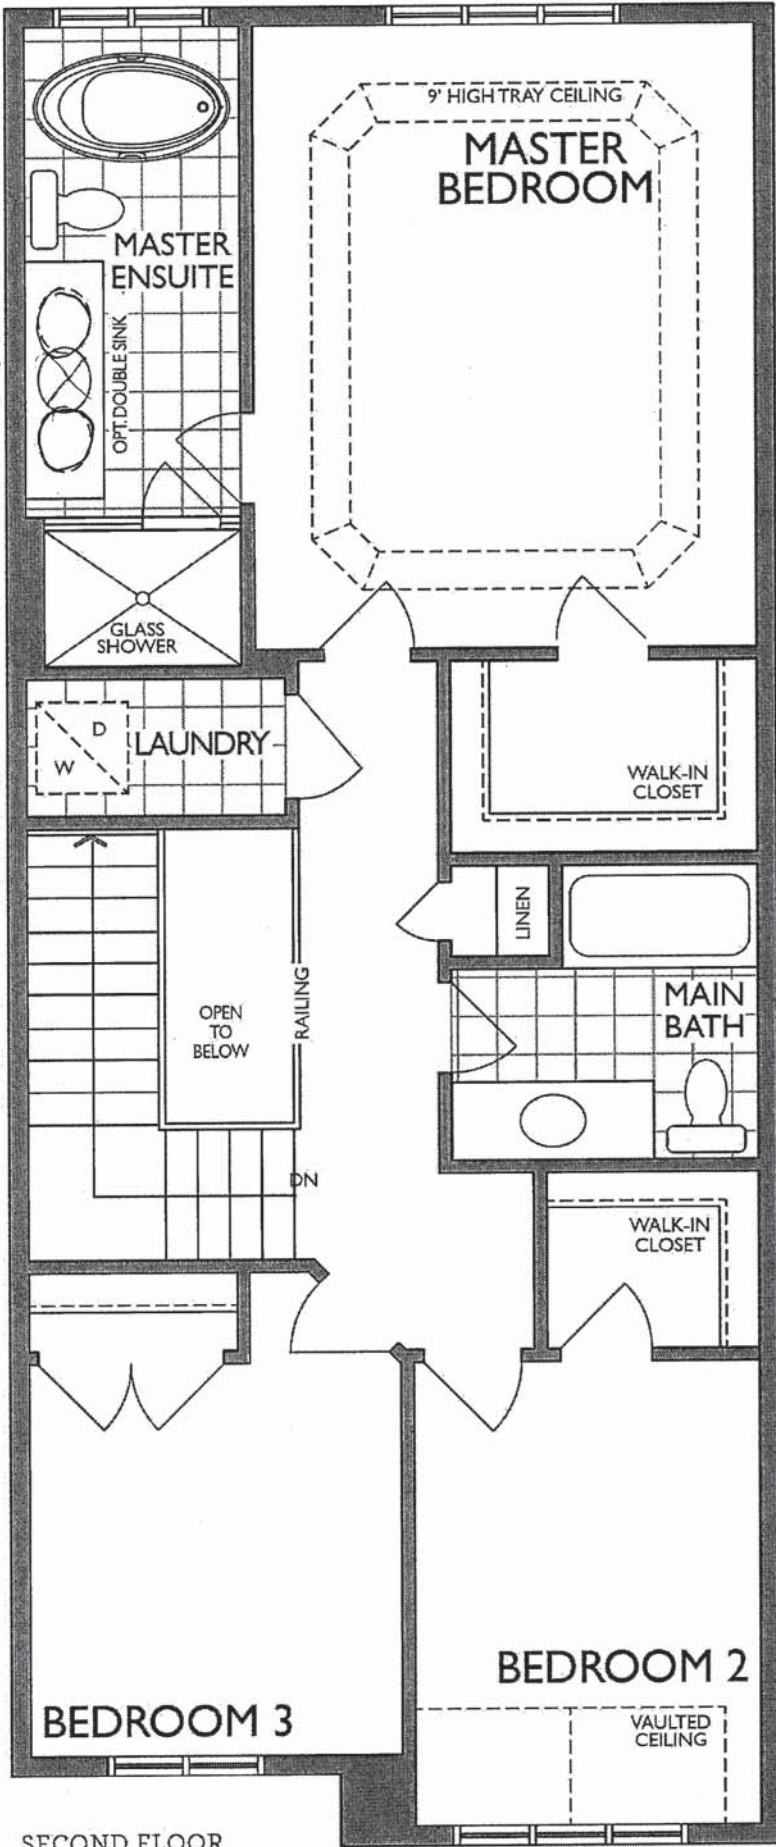 9' HIGH TRAY CEILING
MASTER
BEDROOM
MASTER
ENSUITE
OPT. DOUBLE SINK
GLASS
SHOWER
D
W
LAUNDRY
WALK-IN
CLOSET
LINEN
OPEN
TO
BELOW
RAILING
MAIN
BATH
DN
WALK-IN
CLOSET
BEDROOM 2
BEDROOM 3
VAULTED
CEILING
SECOND FLOOR